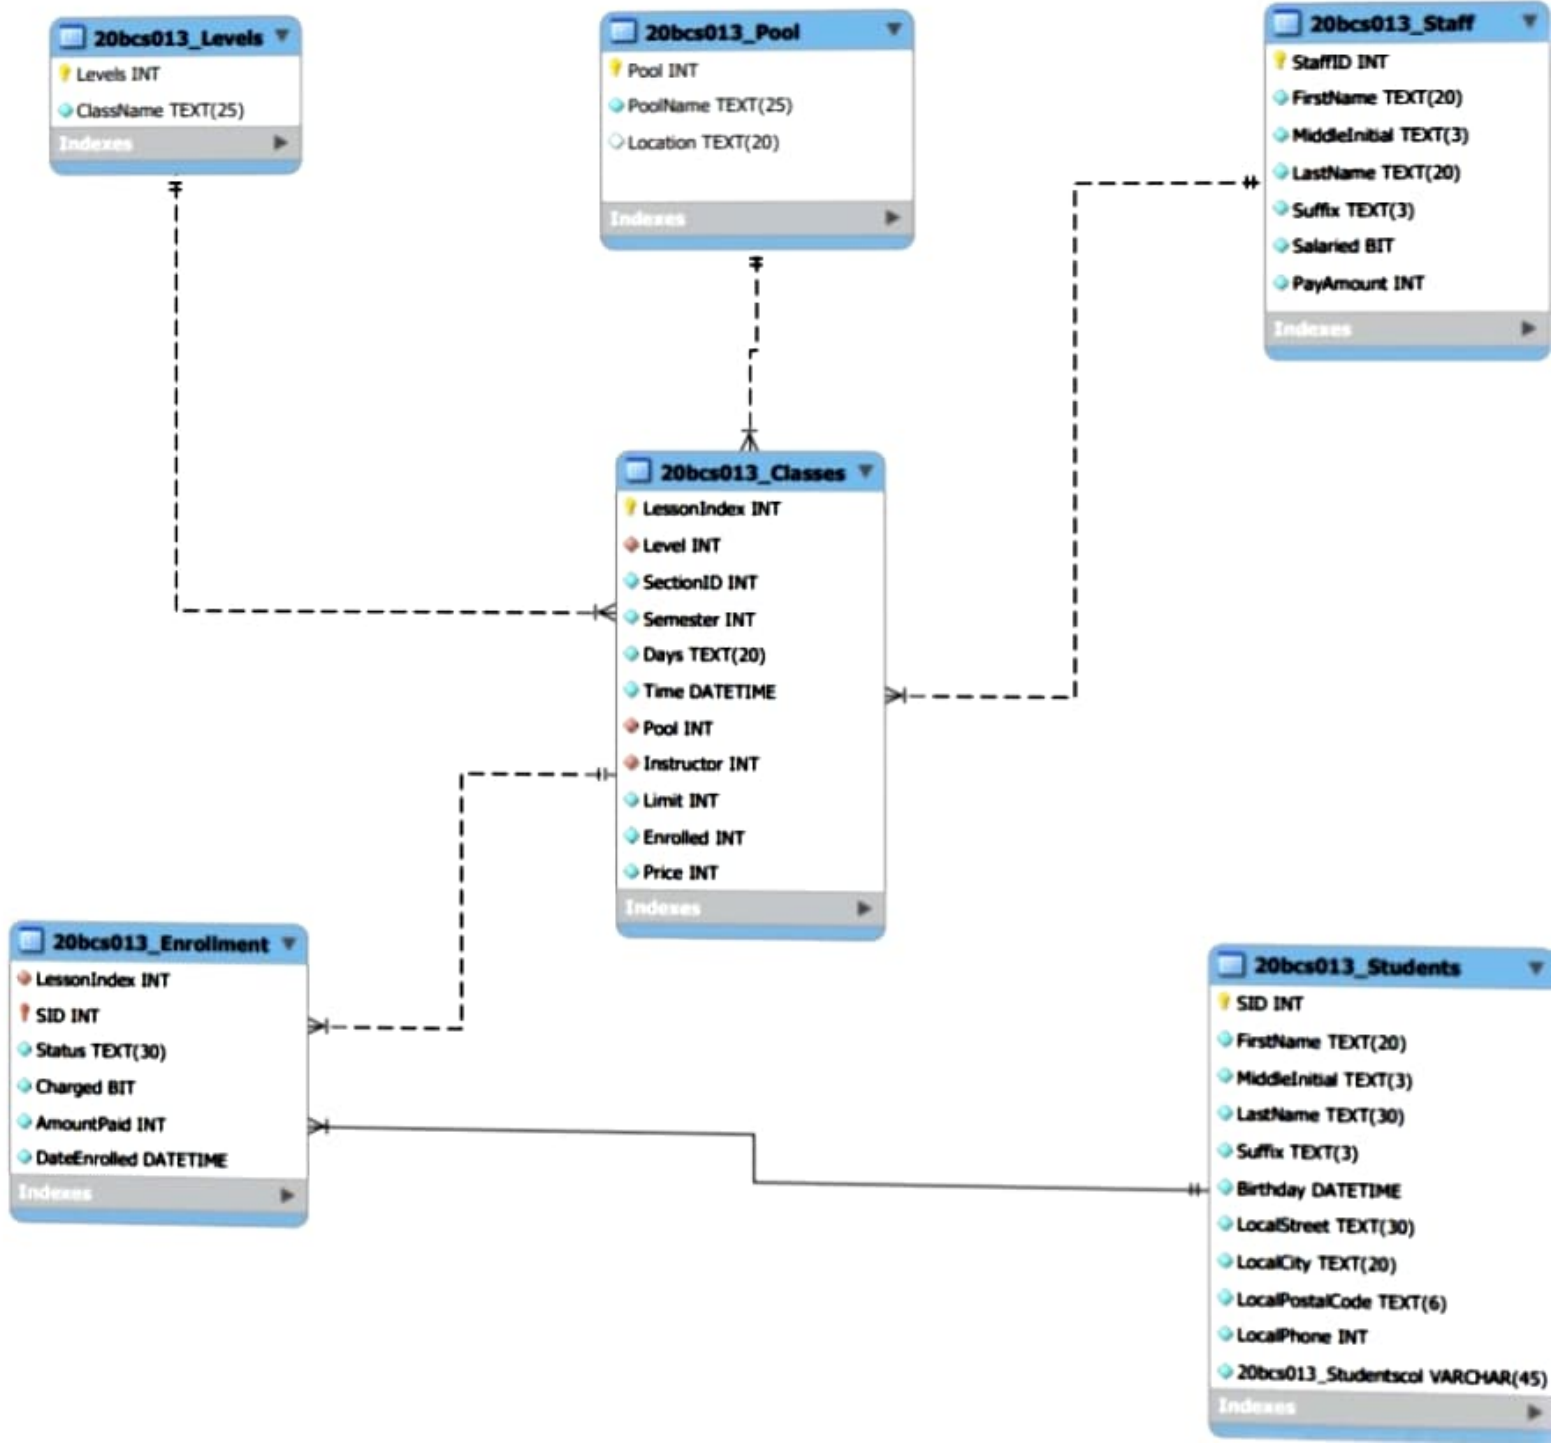 20bcs013_Levels
Levels INT
ClassName TEXT(25)
Indexes
20bcs013_Pool
Pool INT
PoolName TEXT(25)
Location TEXT(20)
Indexes
20bcs013_Staff
StaffID INT
FirstName TEXT(20)
MiddleInitial TEXT(3)
LastName TEXT(20)
Suffix TEXT(3)
Salaried BIT
PayAmount INT
Indexes
20bcs013_Classes
LessonIndex INT
Level INT
SectionID INT
Semester INT
Days TEXT(20)
Time DATETIME
Pool INT
Instructor INT
Limit INT
Enrolled INT
Price INT
Indexes
20bcs013_Enrollment
LessonIndex INT
SID INT
Status TEXT(30)
Charged BIT
AmountPaid INT
DateEnrolled DATETIME
Indexes
20bcs013_Students
SID INT
FirstName TEXT(20)
MiddleInitial TEXT(3)
LastName TEXT(30)
Suffix TEXT(3)
Birthday DATETIME
LocalStreet TEXT(30)
LocalCity TEXT(20)
LocalPostalCode TEXT(6)
LocalPhone INT
20bcs013_Studentscol VARCHAR(45)
Indexes